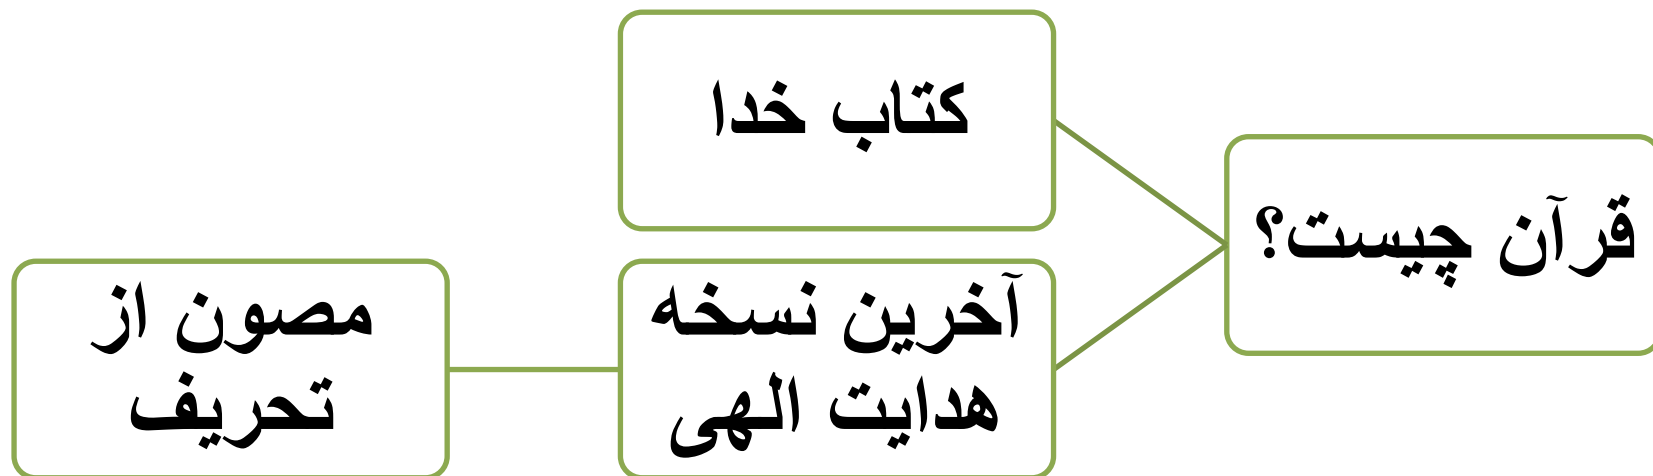 قرآن چیست؟
کتاب خدا
آخرین نسخه
هدایت الهی
مصون از
تحریف